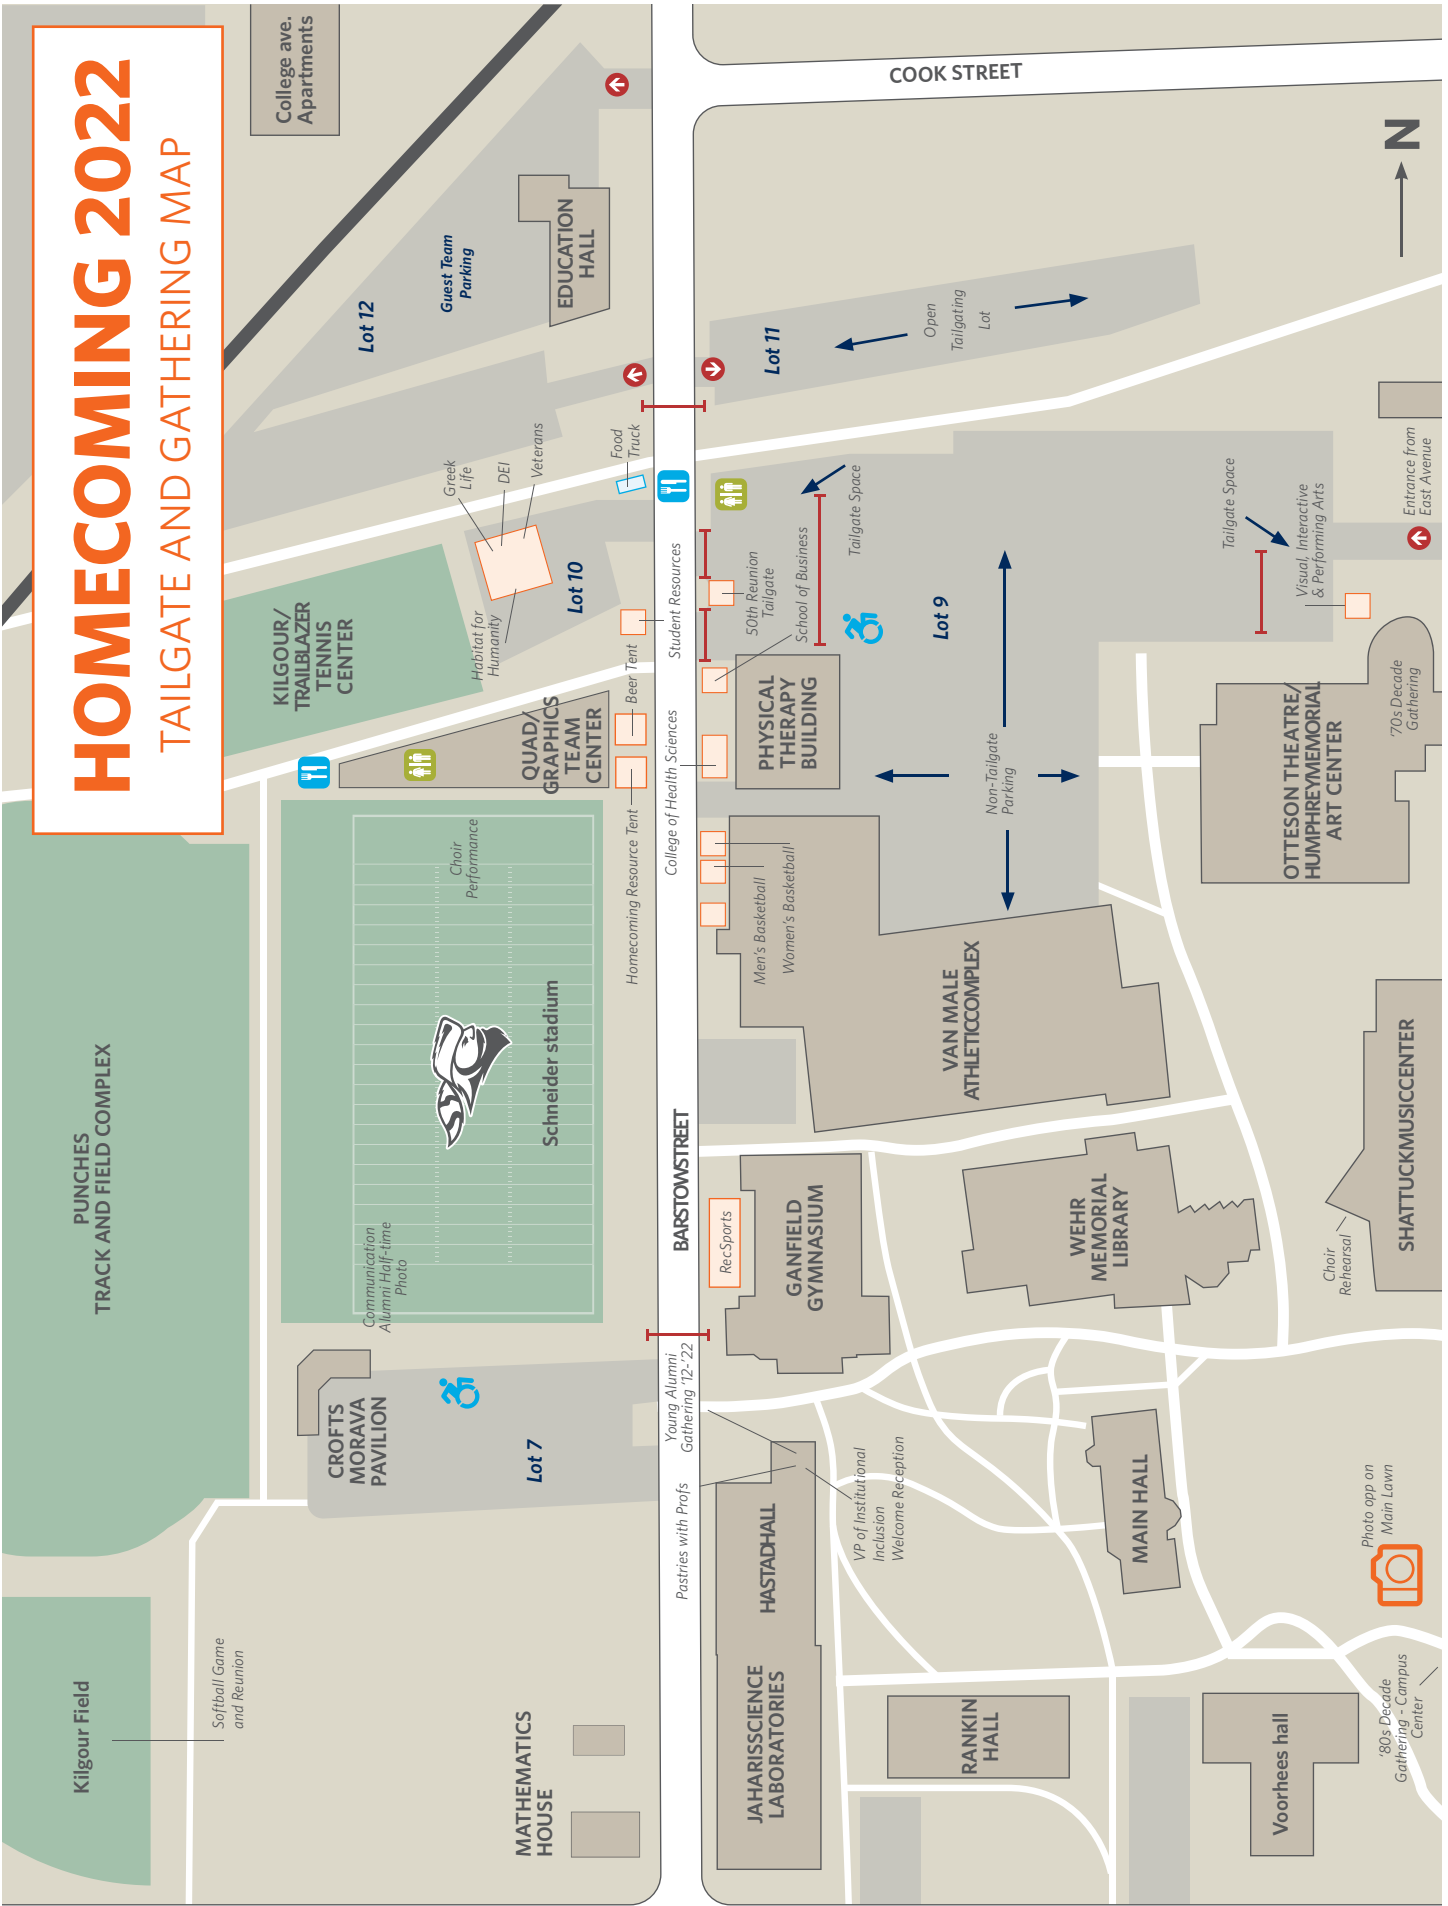 HOMECOMING 2022
TAILGATE AND GATHERING MAP
College ave.
Apartments
COOK STREET
N
Lot 12
Guest Team
Parking
EDUCATION
HALL
Lot 11
Open
Tailgating
Lot
Greek
Life
DEI
Veterans
Food
Truck
Habitat for
Humanity
Lot 10
KILGOUR/
TRAILBLAZER
TENNIS
CENTER
Student Resources
50th Reunion
Tailgate
School of Business
Tailgate Space
Lot 9
Tailgate Space
Visual, Interactive
& Performing Arts
Entrance from
East Avenue
QUAD/
GRAPHICS
TEAM
CENTER
Beer Tent
Homecoming Resource Tent
College of Health Sciences
PHYSICAL
THERAPY
BUILDING
Non-Tailgate
Parking
OTTESON THEATRE/
HUMPHREYMEMORIAL
ART CENTER
'70s Decade
Gathering
Choir
Performance
Men's Basketball
Women's Basketball
PUNCHES
TRACK AND FIELD COMPLEX
Schneider stadium
VAN MALE
ATHLETICCOMPLEX
BARSTOWSTREET
RecSports
GANFIELD
GYMNASIUM
WEHR
MEMORIAL
LIBRARY
SHATTUCKMUSICCENTER
Choir
Rehearsal
Communication
Alumni Half-time
Photo
CROFTS
MORAVA
PAVILION
Lot 7
Young Alumni
Gathering '12-'22
Pastries with Profs
VP of Institutional
Inclusion
Welcome Reception
HASTADHALL
MAIN HALL
Photo opp on
Main Lawn
Kilgour Field
Softball Game
and Reunion
MATHEMATICS
HOUSE
JAHARISSCIENCE
LABORATORIES
RANKIN
HALL
Voorhees hall
'80s Decade
Gathering - Campus
Center